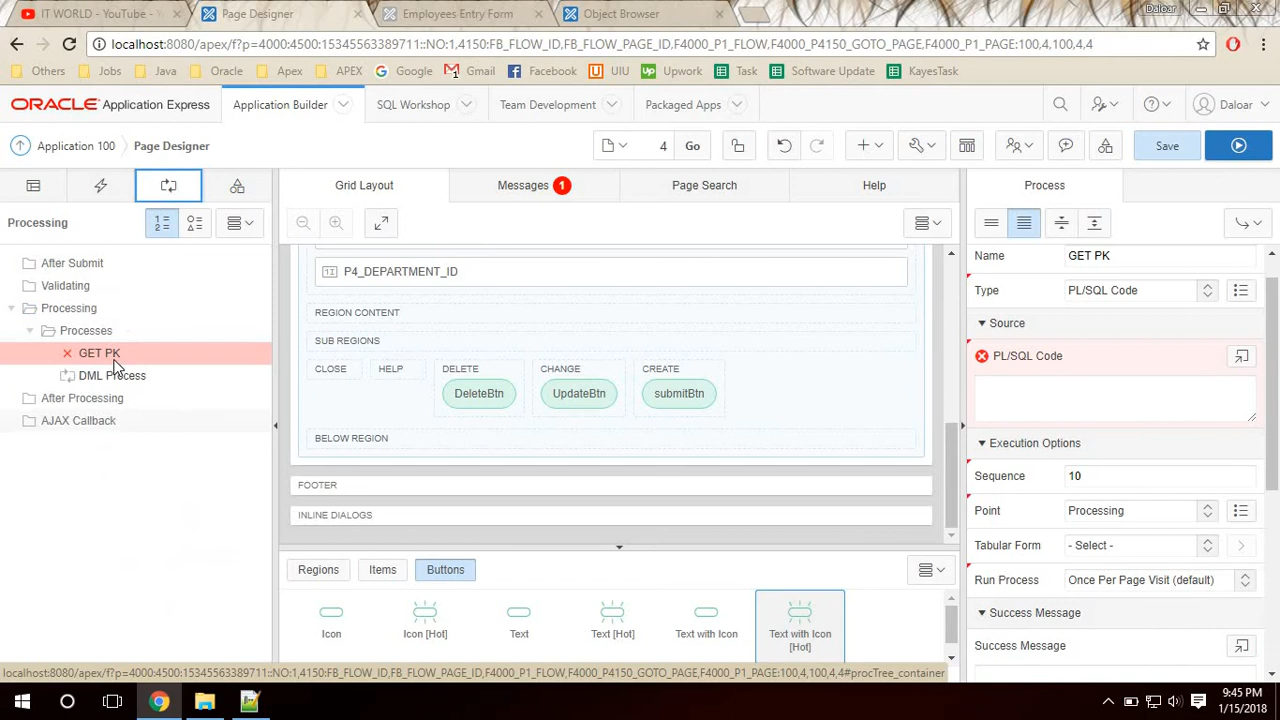 IT WORLD - YouTube -
Page Designer
Employees Entry Form
Object Browser
Daloar
localhost:8080/apex/f?p=4000:4500:15345563389711::NO:1,4150:FB_FLOW_ID,FB_FLOW_PAGE_ID,F4000_P1_FLOW,F4000_P4150_GOTO_PAGE,F4000_P1_PAGE:100,4,100,4,4
Others Jobs Java Oracle Apex APEX Google Gmail Facebook UIU Upwork Task Software Update KayesTask
ORACLE Application Express Application Builder SQL Workshop Team Development Packaged Apps Daloar
Application 100 Page Designer 4 Go Save
Grid Layout Messages 1 Page Search Help Process
Processing
After Submit
Validating
Processing
Processes
GET PK
DML Process
After Processing
AJAX Callback
P4_DEPARTMENT_ID
REGION CONTENT
SUB REGIONS
CLOSE HELP DELETE CHANGE CREATE
DeleteBtn UpdateBtn submitBtn
BELOW REGION
FOOTER
INLINE DIALOGS
Regions Items Buttons
Icon Icon [Hot] Text Text [Hot] Text with Icon Text with Icon [Hot]
Name GET PK
Type PL/SQL Code
Source
PL/SQL Code
Execution Options
Sequence 10
Point Processing
Tabular Form - Select -
Run Process Once Per Page Visit (default)
Success Message
Success Message
localhost:8080/apex/f?p=4000:4500:15345563389711::NO:1,4150:FB_FLOW_ID,FB_FLOW_PAGE_ID,F4000_P1_FLOW,F4000_P4150_GOTO_PAGE,F4000_P1_PAGE:100,4,100,4,4#procTree_container
9:45 PM
1/15/2018